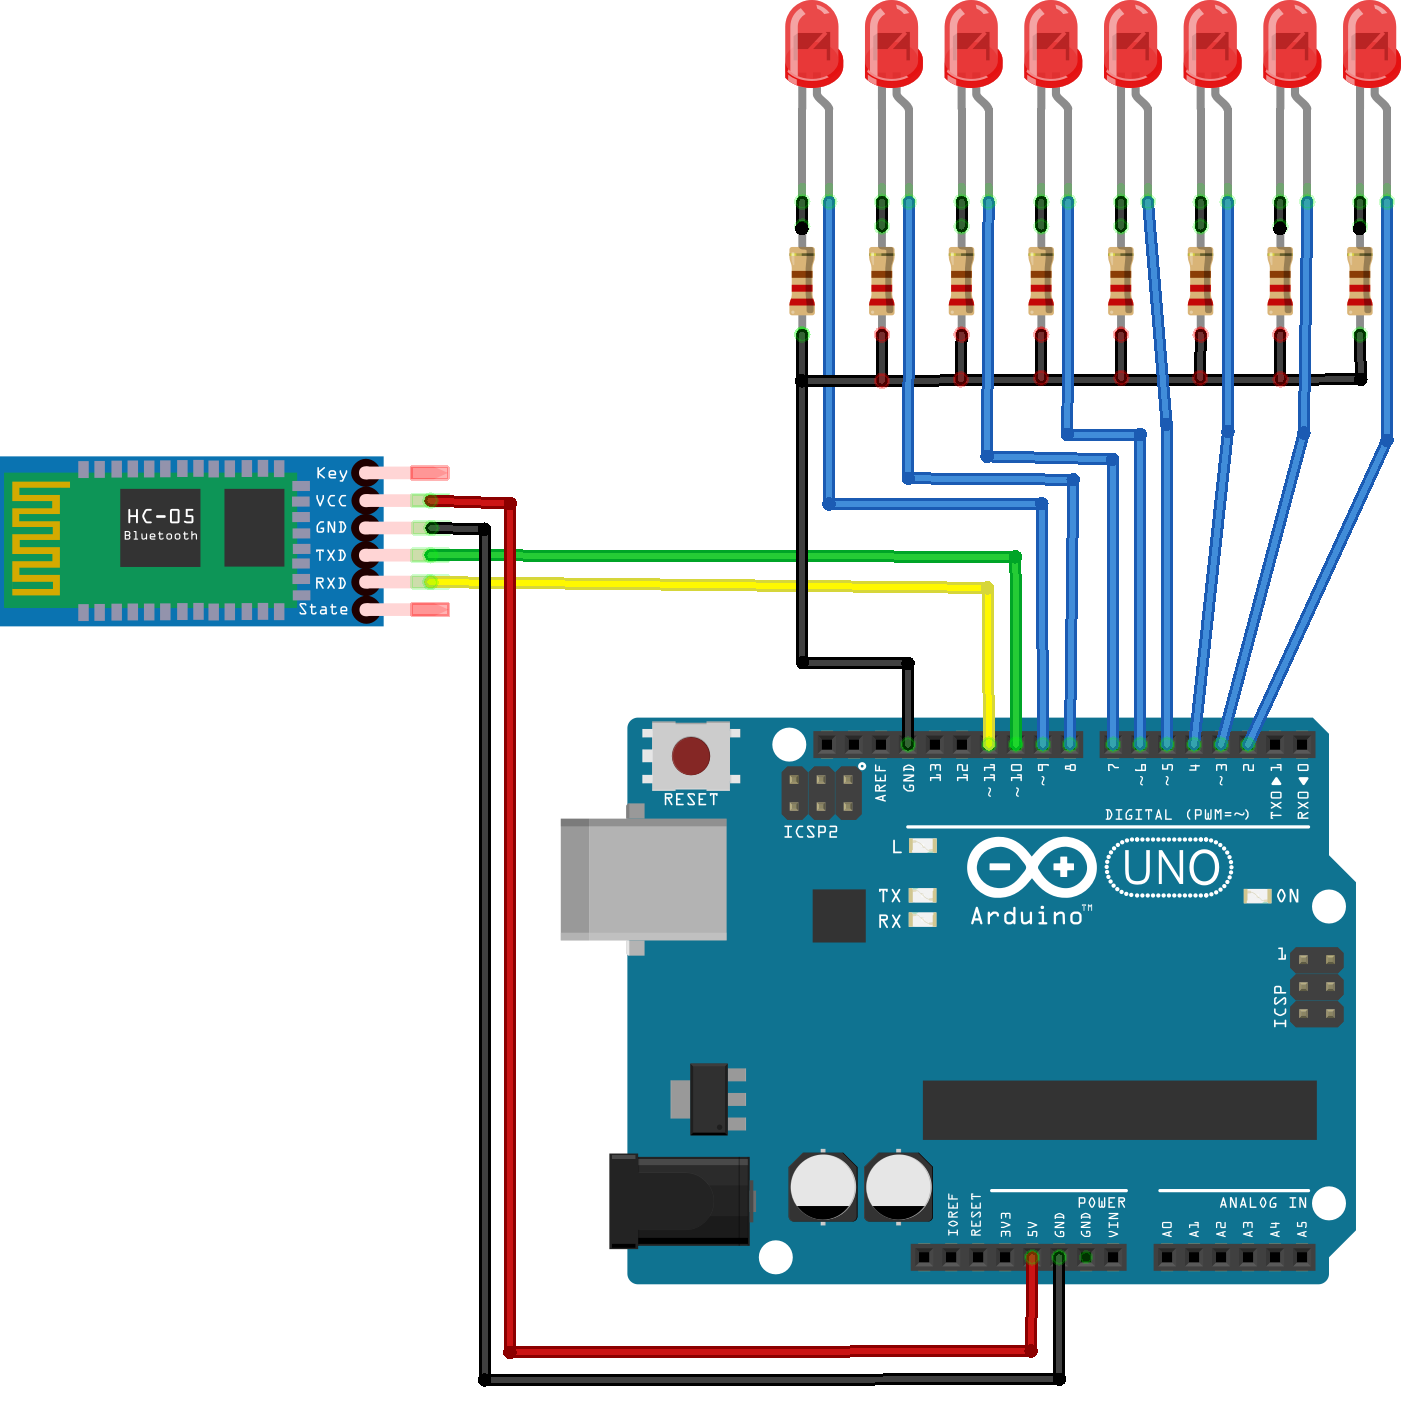 Key
VCC
GND
TXD
RXD
State
HC-05
Bluetooth
RESET
ICSP2
AREF
GND
13
12
~11
~10
~9
8
7
~6
~5
4
~3
2
TX0▶1
RX0◀0
DIGITAL (PWM=~)
L
TX
RX
Arduino™
UNO
ON
1
ICSP
IOREF
RESET
3V3
5V
GND
GND
VIN
POWER
ANALOG IN
A0
A1
A2
A3
A4
A5